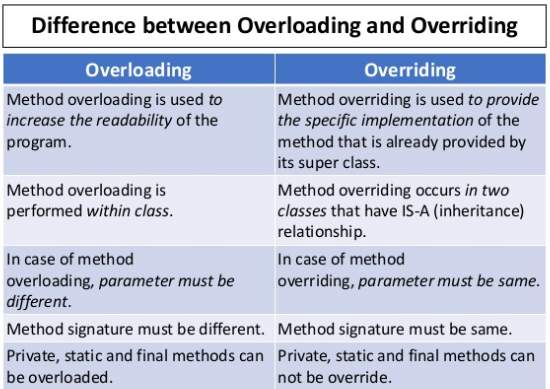 Difference between Overloading and Overriding
Overloading
Overriding
Method overloading is used to
increase the readability of the
program.
Method overriding is used to provide
the specific implementation of the
method that is already provided by
its super class.
Method overloading is
performed within class.
Method overriding occurs in two
classes that have IS-A (inheritance)
relationship.
In case of method
overloading, parameter must be
different.
In case of method
overriding, parameter must be same.
Method signature must be different.
Method signature must be same.
Private, static and final methods can
be overloaded.
Private, static and final methods can
not be override.